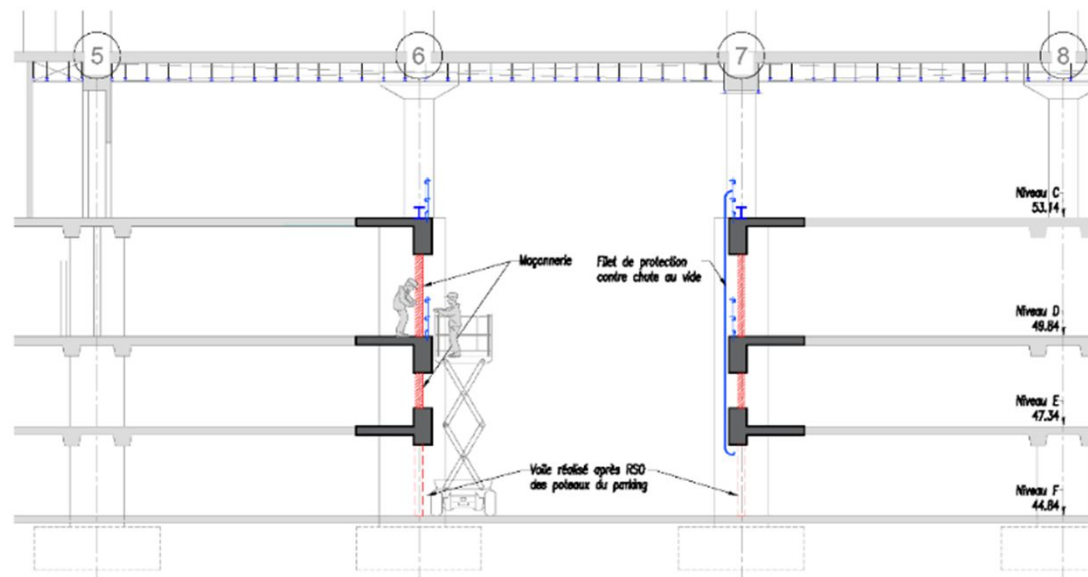 5
6
7
8
Niveau C
53.14
Maçonnerie
Filet de protection
contre chute au vide
Niveau D
49.84
Niveau E
47.34
Voile réalisé après RSO
des poteaux du parking
Niveau F
44.84